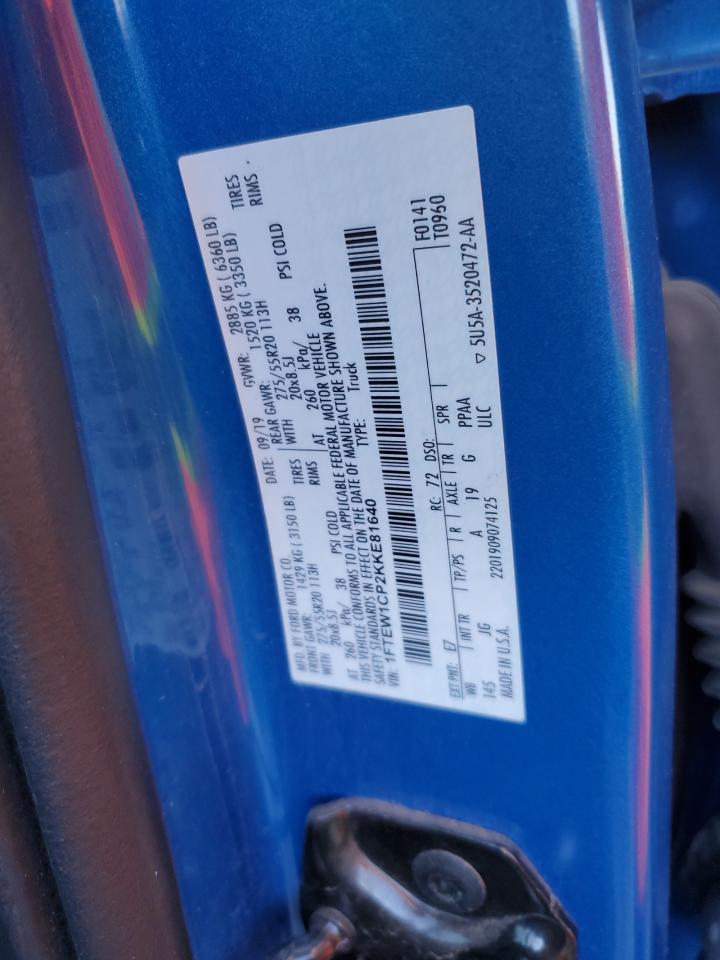 MFD. BY FORD MOTOR CO. DATE: 09/19 GVWR: 2885 KG ( 6360 LB)
FRONT GAWR: 1429 KG ( 3150 LB) REAR GAWR: 1520 KG ( 3350 LB)
WITH 275/55R20 113H TIRES WITH 275/55R20 113H TIRES
20x8.5J RIMS 20x8.5J RIMS
AT 260 kPa/ 38 PSI COLD AT 260 kPa/ 38 PSI COLD
THIS VEHICLE CONFORMS TO ALL APPLICABLE FEDERAL MOTOR VEHICLE
SAFETY STANDARDS IN EFFECT ON THE DATE OF MANUFACTURE SHOWN ABOVE.
VIN: 1FTEW1CP2KKE81640 TYPE: Truck
F0141
T0960
EXT PNT: E7 RC: 72 DSO:
WB INT TR TP/PS R AXLE TR SPR
145 JG A 19 G PPAA
ULC
MADE IN U.S.A. 2201909074125 ▽ 5U5A-3520472-AA